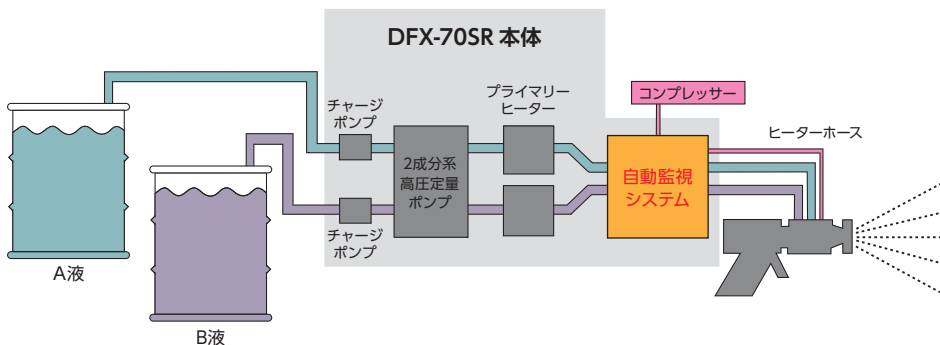 DFX-70SR 本体
コンプレッサー
プライマリー
ヒーター
チャージ
ポンプ
ヒーターホース
2成分系
高圧定量
ポンプ
自動監視
システム
チャージ
ポンプ
A液
B液